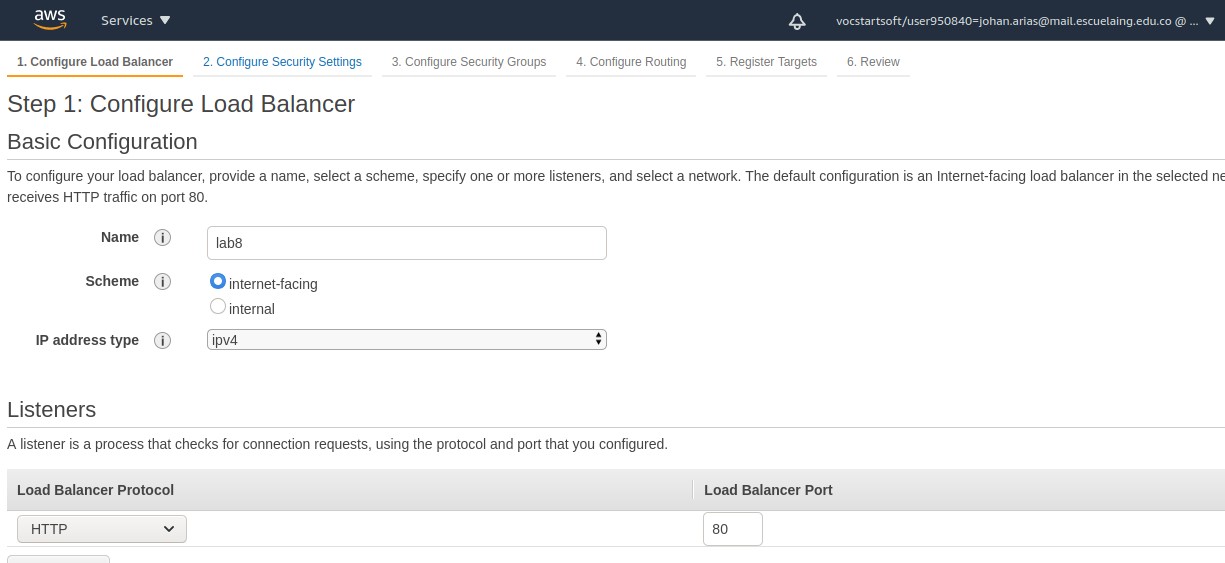 aws Services vocstartsoft/user950840=johan.arias@mail.escuelaing.edu.co @ ...
1. Configure Load Balancer 2. Configure Security Settings 3. Configure Security Groups 4. Configure Routing 5. Register Targets 6. Review
Step 1: Configure Load Balancer
Basic Configuration
To configure your load balancer, provide a name, select a scheme, specify one or more listeners, and select a network. The default configuration is an Internet-facing load balancer in the selected ne
receives HTTP traffic on port 80.
Name i lab8
Scheme i internet-facing
internal
IP address type i ipv4
Listeners
A listener is a process that checks for connection requests, using the protocol and port that you configured.
Load Balancer Protocol Load Balancer Port
HTTP 80